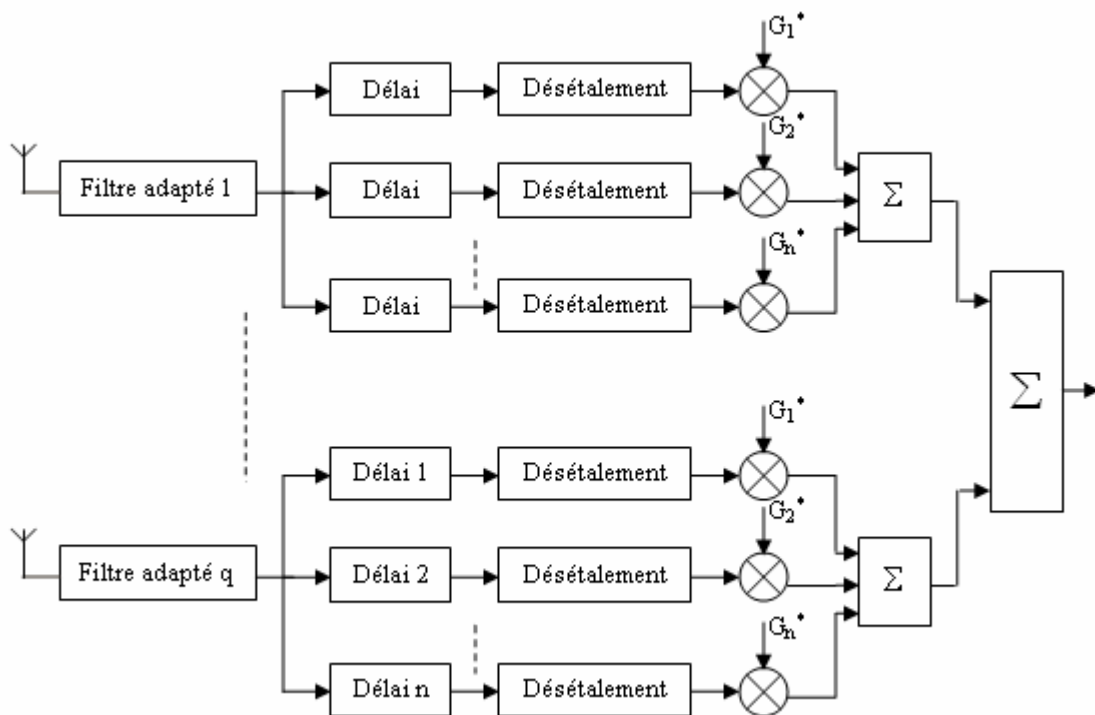 G₁*
Délai Désétalement
G₂*
Filtre adapté 1 Délai Désétalement Σ
Gₙ*
Délai Désétalement
Σ
G₁*
Délai 1 Désétalement
G₂*
Filtre adapté q Délai 2 Désétalement Σ
Gₙ*
Délai n Désétalement